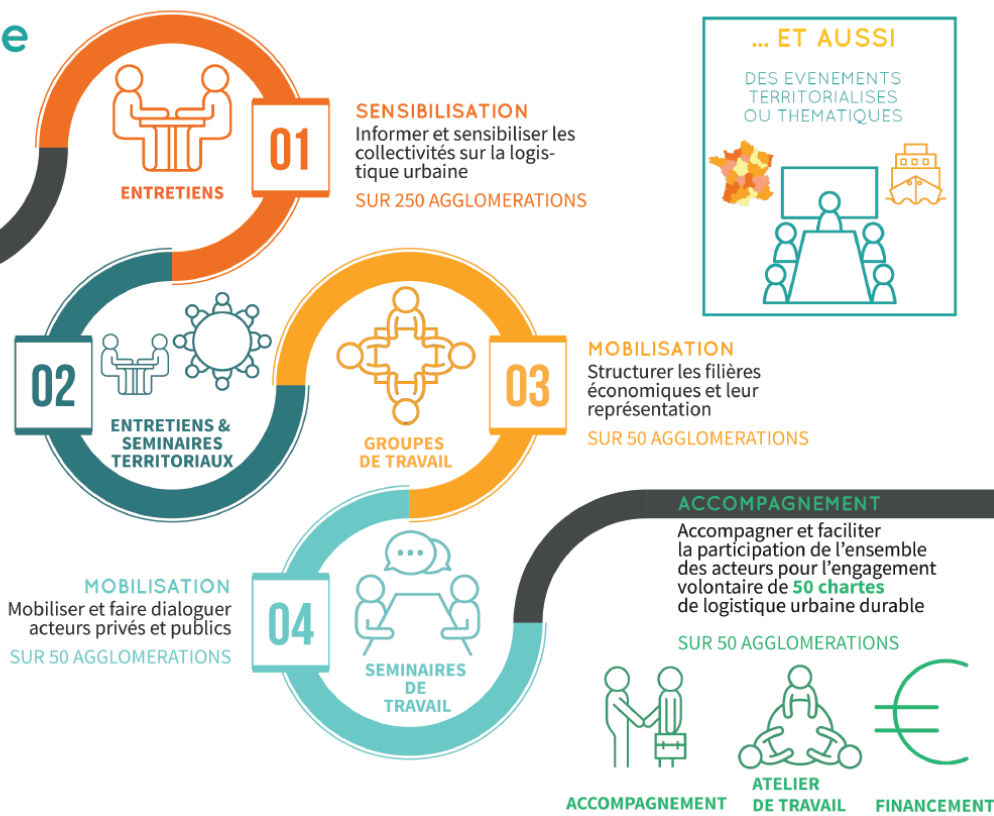 e
01
ENTRETIENS
SENSIBILISATION
Informer et sensibiliser les
collectivités sur la logis-
tique urbaine
SUR 250 AGGLOMERATIONS
... ET AUSSI
DES EVENEMENTS
TERRITORIALISES
OU THEMATIQUES
02
ENTRETIENS &
SEMINAIRES
TERRITORIAUX
GROUPES
DE TRAVAIL
03
MOBILISATION
Structurer les filières
économiques et leur
représentation
SUR 50 AGGLOMERATIONS
MOBILISATION
Mobiliser et faire dialoguer
acteurs privés et publics
SUR 50 AGGLOMERATIONS
04
SEMINAIRES
DE
TRAVAIL
ACCOMPAGNEMENT
Accompagner et faciliter
la participation de l'ensemble
des acteurs pour l'engagement
volontaire de 50 chartes
de logistique urbaine durable
SUR 50 AGGLOMERATIONS
ACCOMPAGNEMENT
ATELIER
DE TRAVAIL
FINANCEMENT